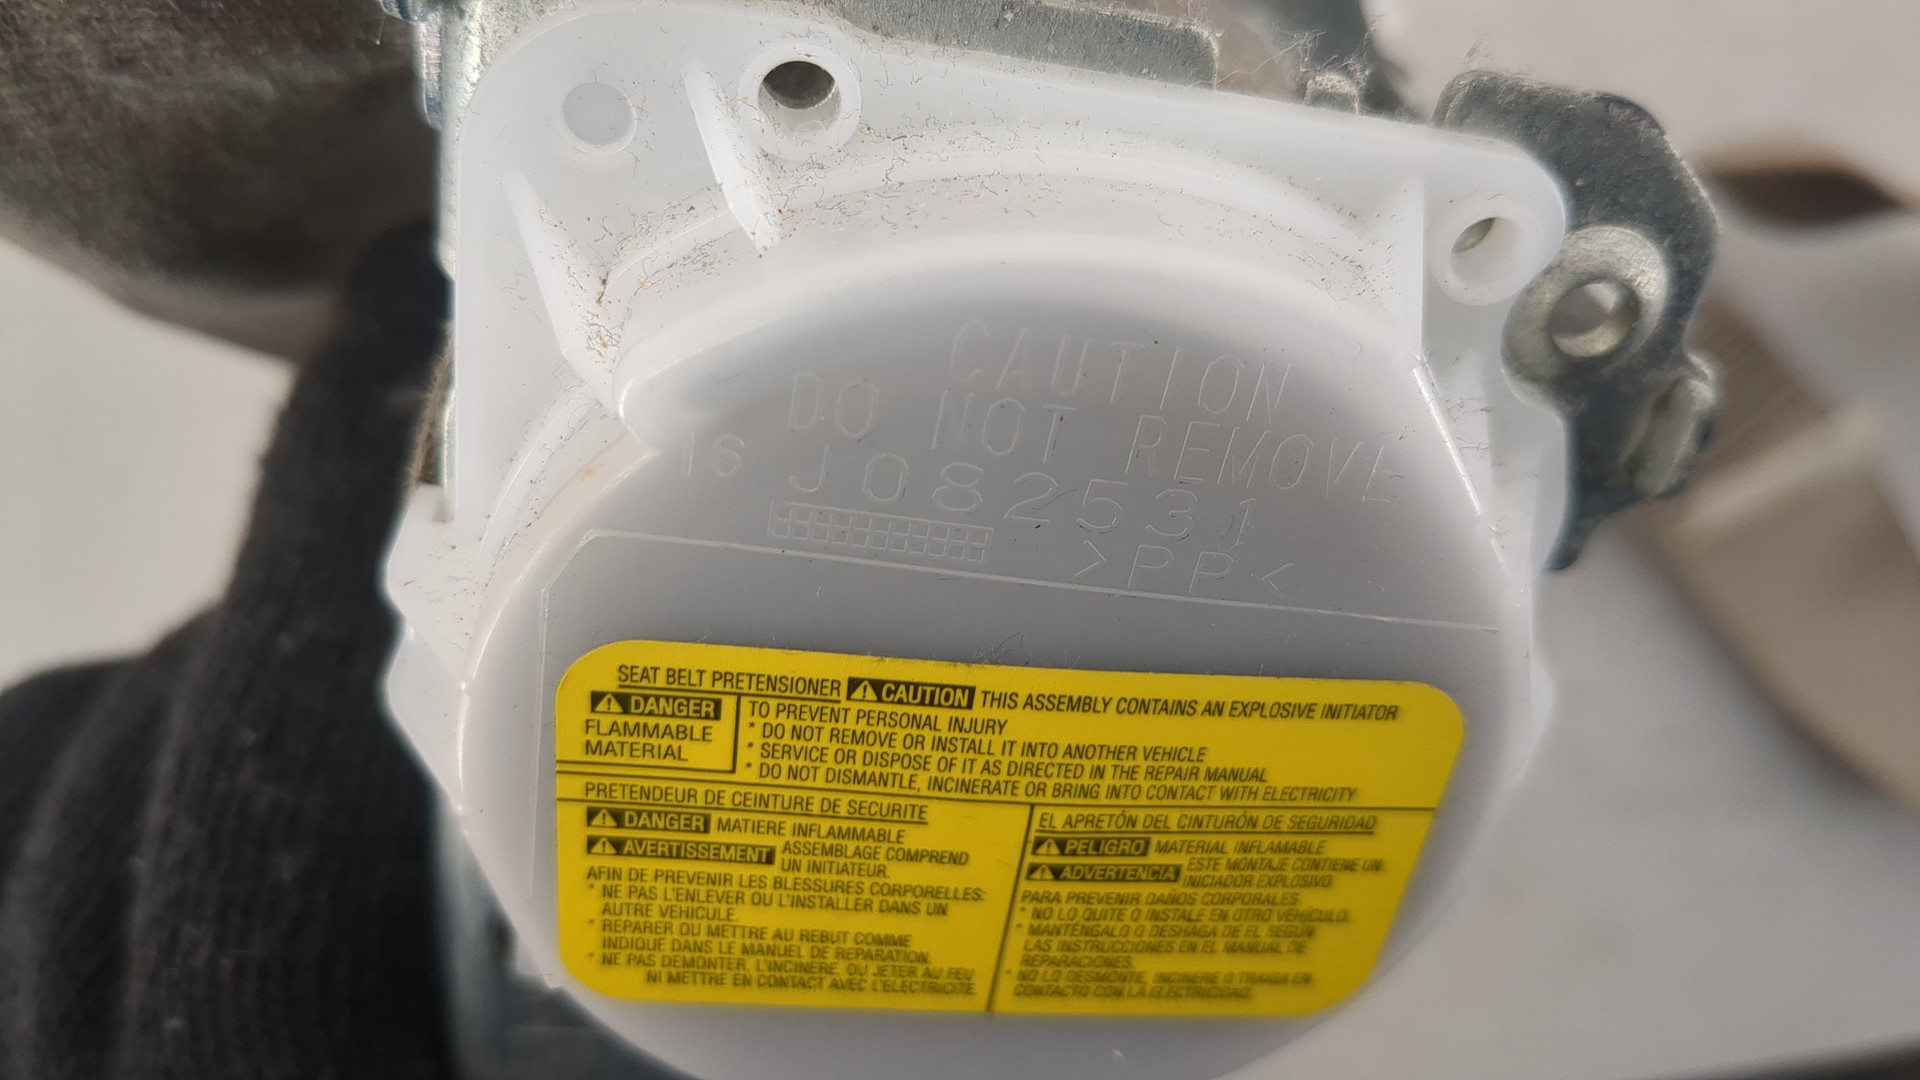 CAUTION
DO NOT REMOVE
16 J082531
>PP<
SEAT BELT PRETENSIONER ⚠ CAUTION THIS ASSEMBLY CONTAINS AN EXPLOSIVE INITIATOR
⚠ DANGER
FLAMMABLE
MATERIAL
TO PREVENT PERSONAL INJURY
* DO NOT REMOVE OR INSTALL IT INTO ANOTHER VEHICLE
* SERVICE OR DISPOSE OF IT AS DIRECTED IN THE REPAIR MANUAL
* DO NOT DISMANTLE, INCINERATE OR BRING INTO CONTACT WITH ELECTRICITY
PRETENDEUR DE CEINTURE DE SECURITE
⚠ DANGER MATIERE INFLAMMABLE
⚠ AVERTISSEMENT ASSEMBLAGE COMPREND
UN INITIATEUR.
AFIN DE PREVENIR LES BLESSURES CORPORELLES:
* NE PAS L'ENLEVER OU L'INSTALLER DANS UN
AUTRE VEHICULE.
* REPARER OU METTRE AU REBUT COMME
INDIQUE DANS LE MANUEL DE REPARATION.
* NE PAS DEMONTER, L'INCINERE, OU JETER AU FEU
NI METTRE EN CONTACT AVEC L'ELECTRICITE.
EL APRETÓN DEL CINTURÓN DE SEGURIDAD
⚠ PELIGRO MATERIAL INFLAMABLE
⚠ ADVERTENCIA ESTE MONTAJE CONTIENE UN
INICIADOR EXPLOSIVO
PARA PREVENIR DAÑOS CORPORALES
* NO LO QUITE O INSTALE EN OTRO VEHÍCULO.
* MANTÉNGALO O DESHAGA DE EL SEGÚN
LAS INSTRUCCIONES EN EL MANUAL DE
REPARACIONES.
* NO LO DESMONTE, INCINERE O TRAIGA EN
CONTACTO CON LA ELECTRICIDAD.